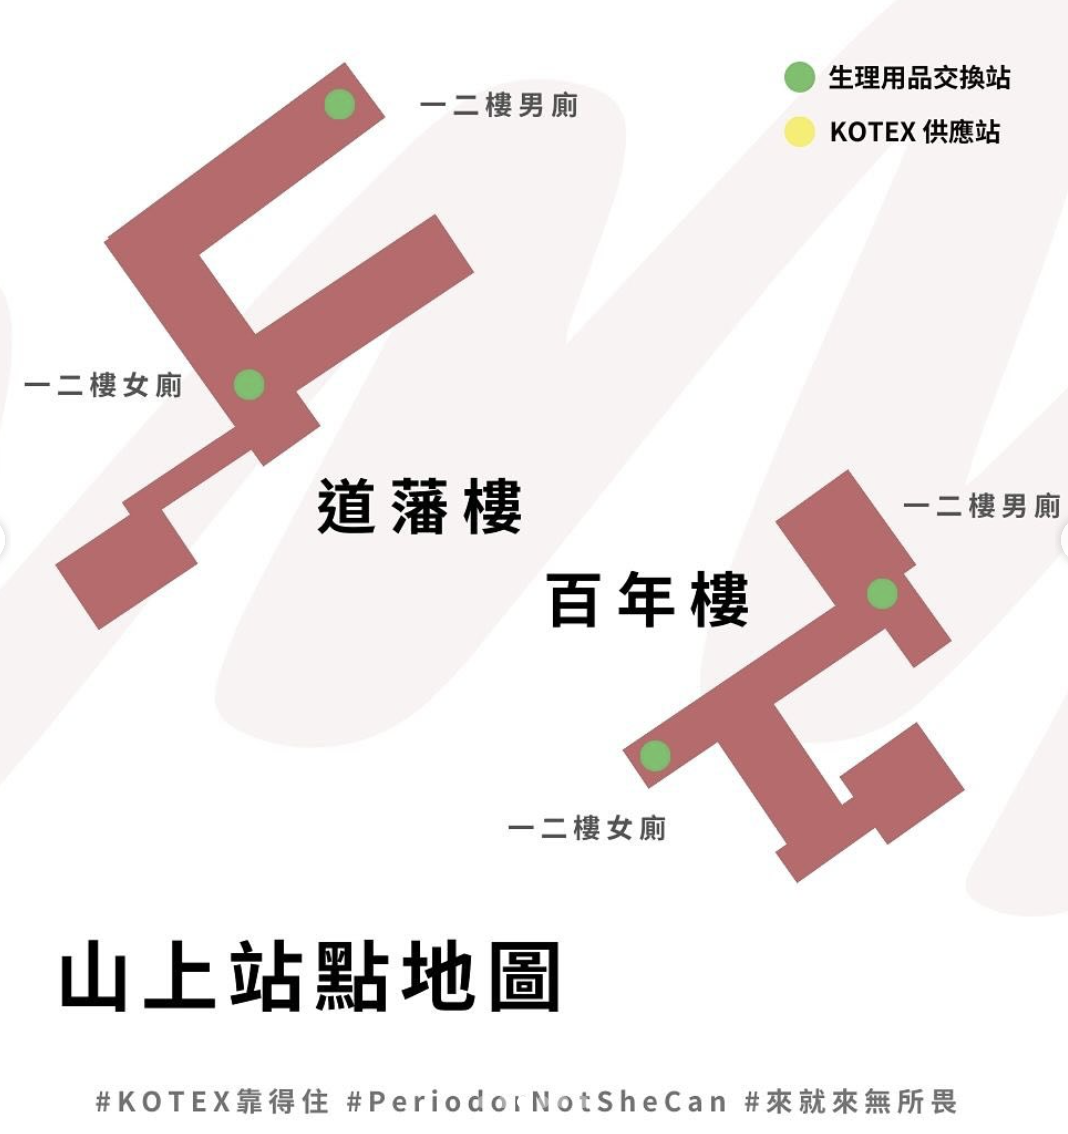 生理用品交換站
KOTEX 供應站
一二樓男廁
一二樓女廁
道藩樓
百年樓
一二樓男廁
一二樓女廁
山上站點地圖
#KOTEX靠得住 #PeriodorNotSheCan #來就來無所畏